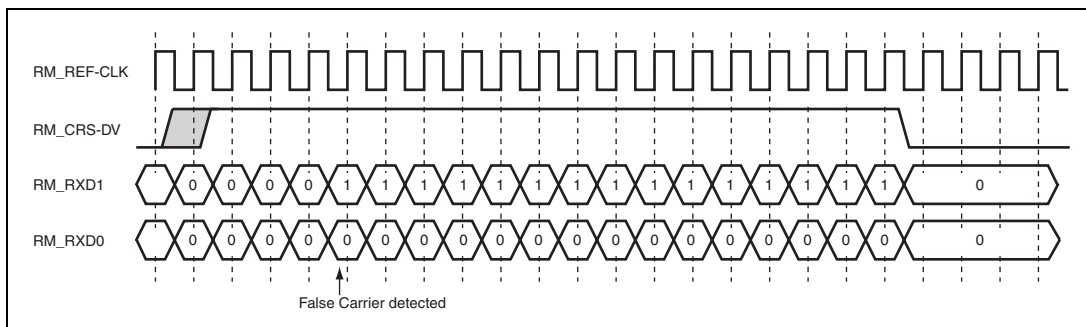 RM_REF-CLK
RM_CRS-DV
RM_RXD1 0 0 0 0 1 1 1 1 1 1 1 1 1 1 1 1 1 1 1 0
RM_RXD0 0 0 0 0 0 0 0 0 0 0 0 0 0 0 0 0 0 0 0 0
False Carrier detected